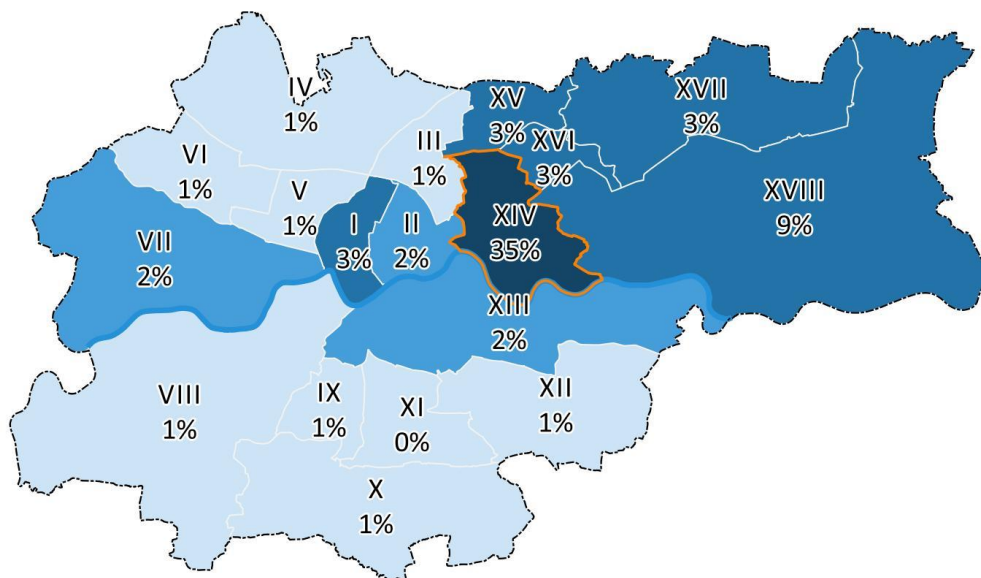 IV
1%
XV
3%
XVII
3%
III
1%
XVI
3%
VI
1%
V
1%
XVIII
9%
I
3%
II
2%
XIV
35%
VII
2%
XIII
2%
VIII
1%
IX
1%
XI
0%
XII
1%
X
1%